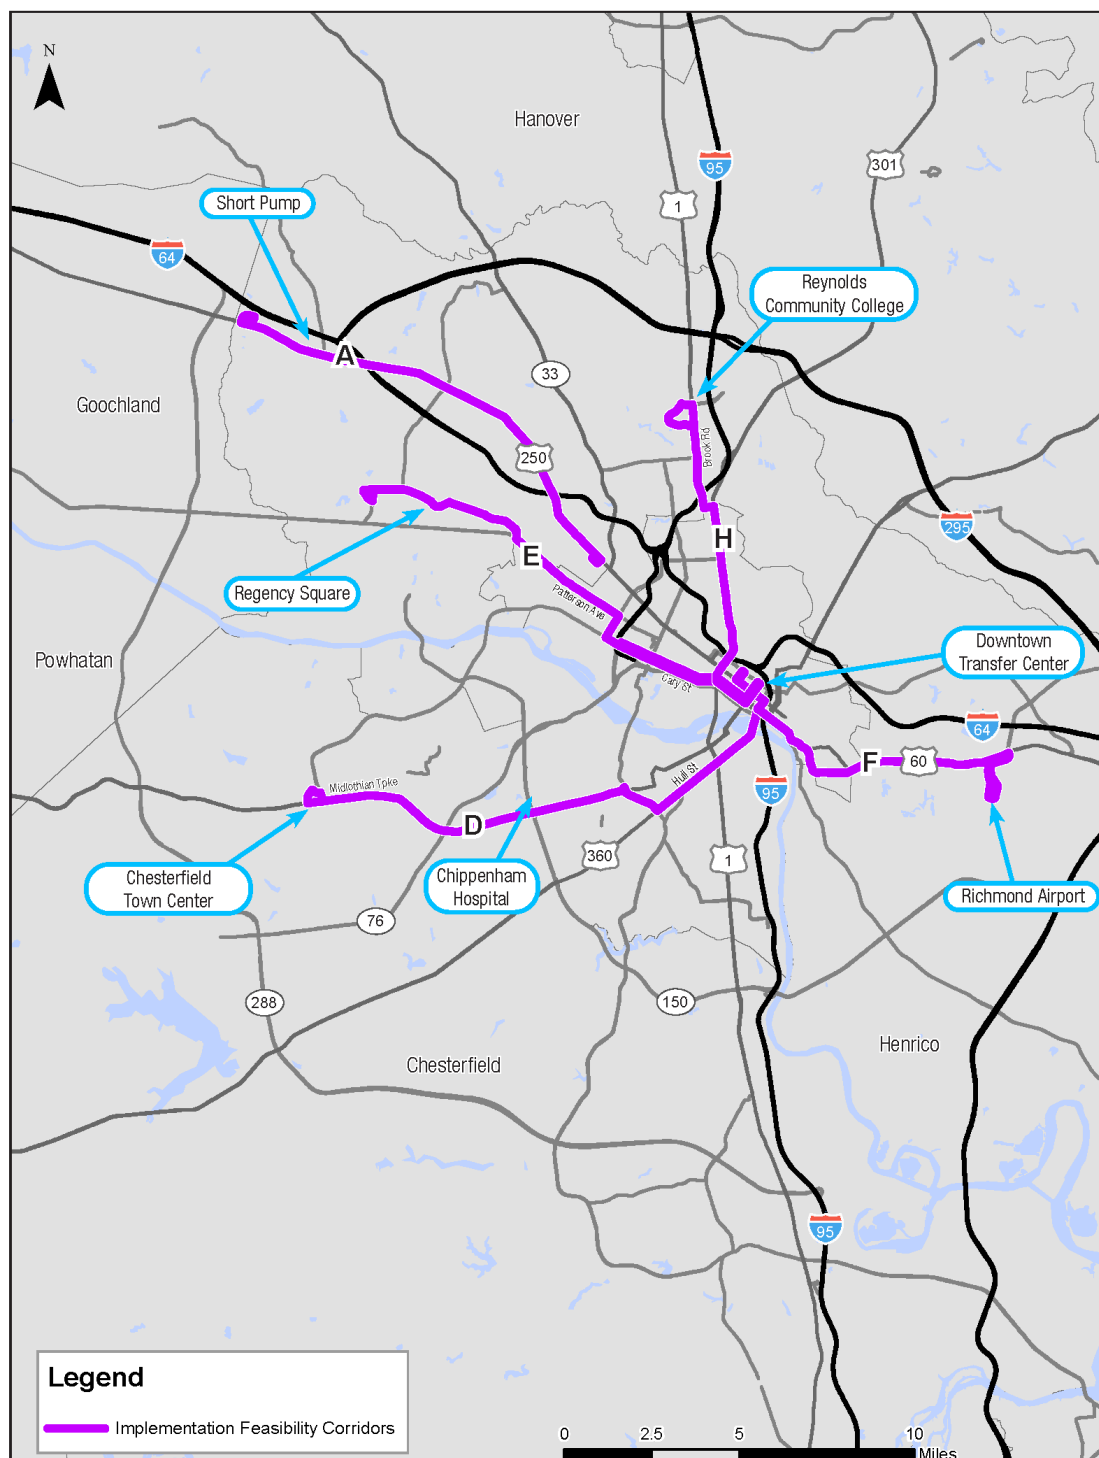 N
Hanover
95
301
1
Short Pump
64
Reynolds
Community College
A
33
Goochland
Brook Rd
250
295
H
E
Regency Square
Patterson Ave
Downtown
Transfer Center
Powhatan
Cary St
64
F
60
Hull St
Midlothian Tpke
95
D
360
1
Chesterfield
Town Center
Chippenham
Hospital
Richmond Airport
76
288
150
Henrico
Chesterfield
95
Legend
Implementation Feasibility Corridors
0 2.5 5 10
Miles